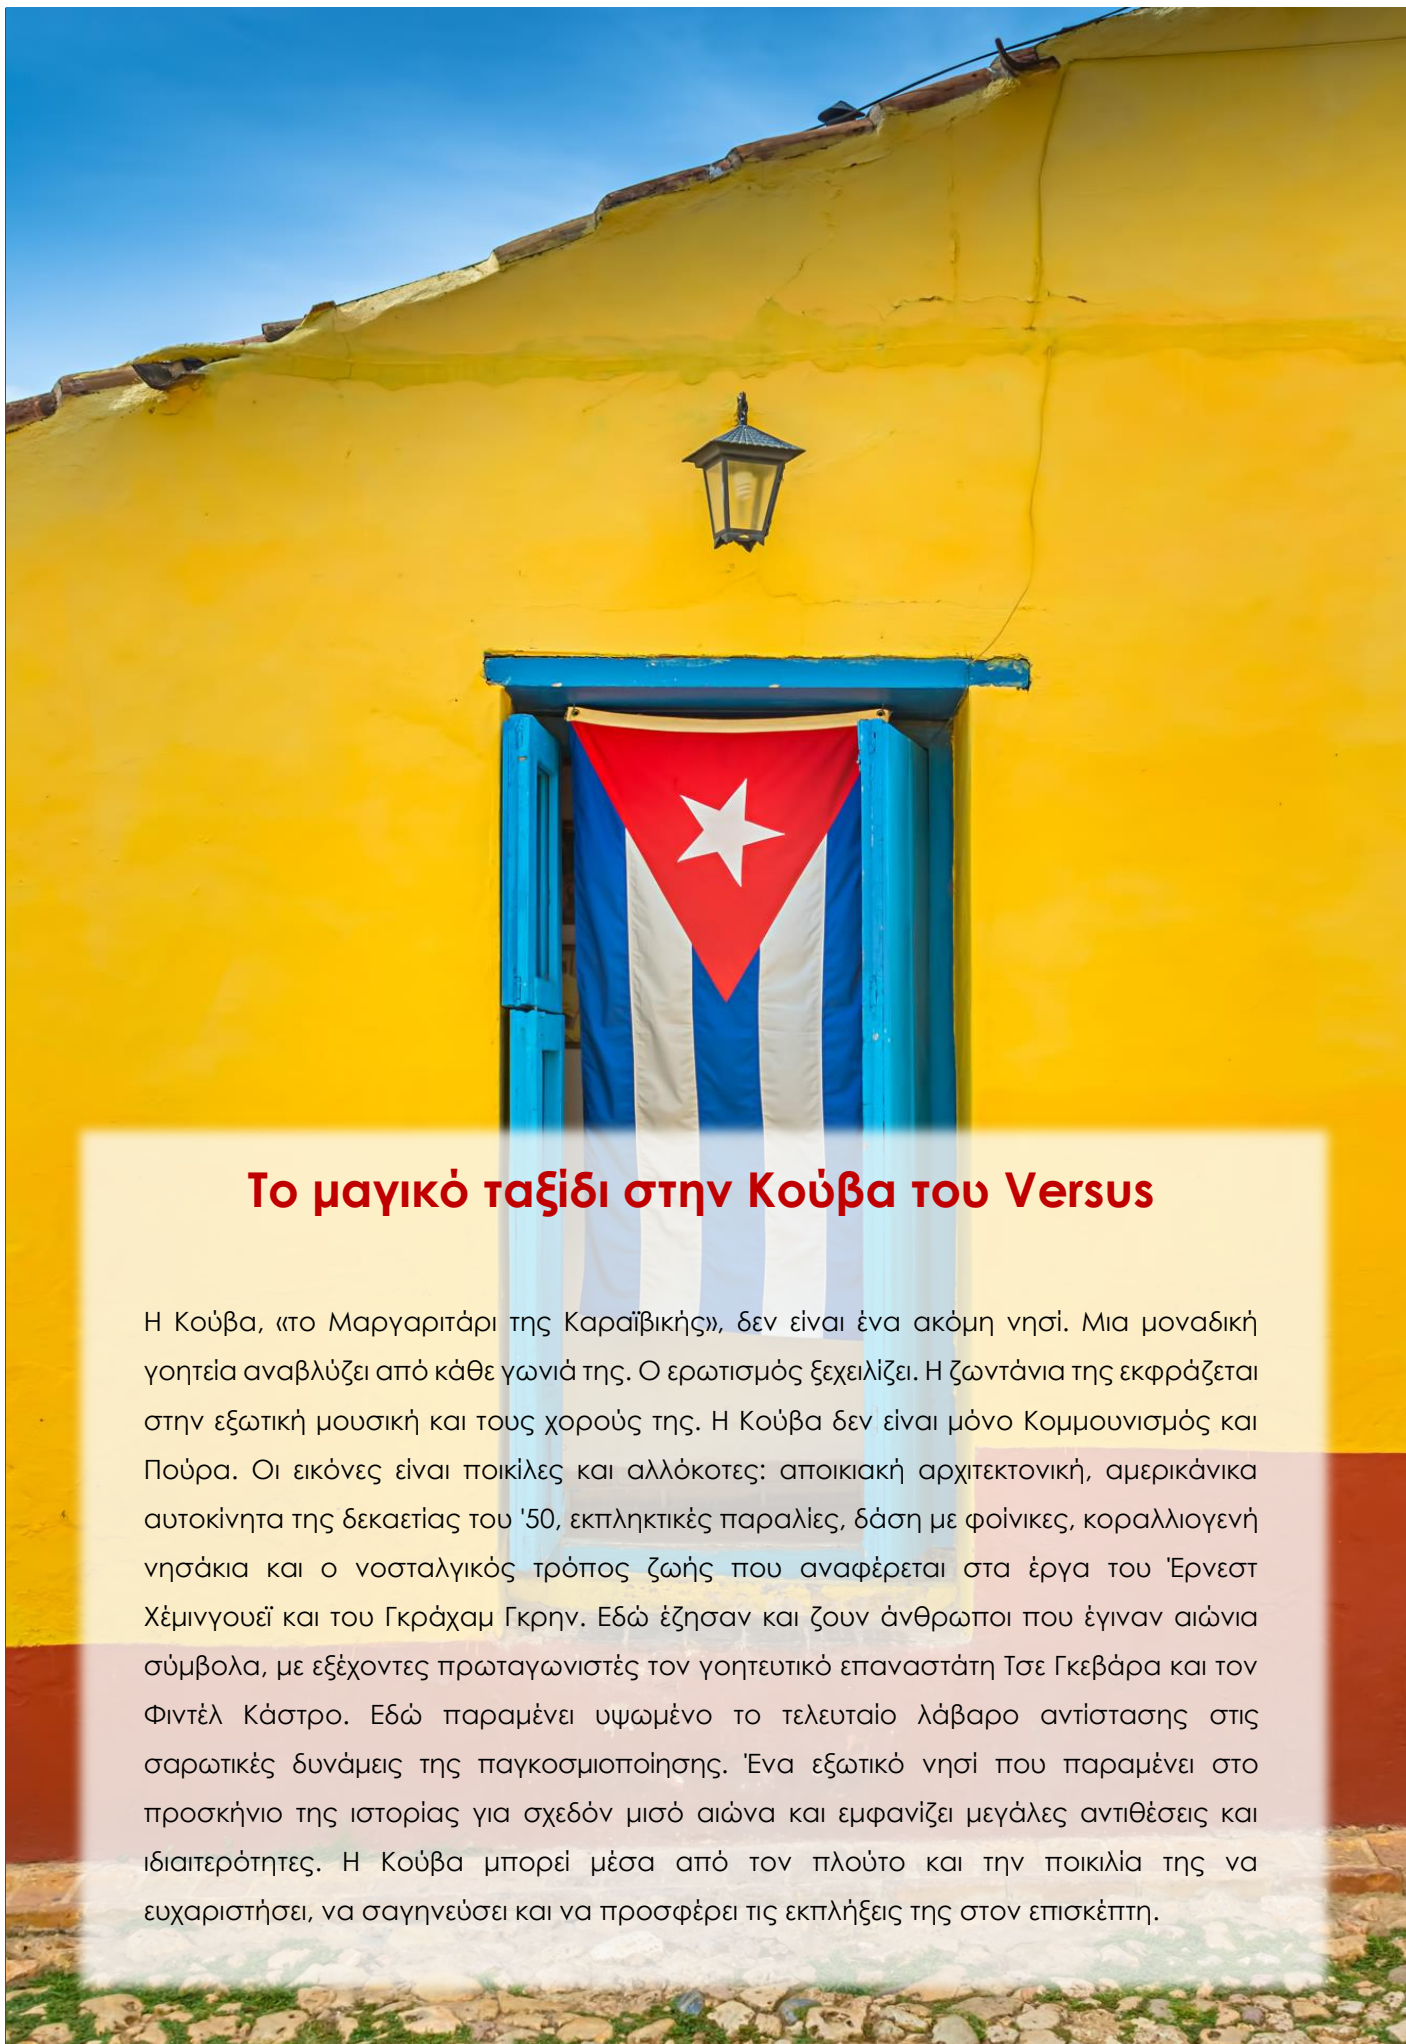 Το μαγικό ταξίδι στην Κούβα του Versus
Η Κούβα, «το Μαργαριτάρι της Καραϊβικής», δεν είναι ένα ακόμη νησί. Μια μοναδική
γοητεία αναβλύζει από κάθε γωνιά της. Ο ερωτισμός ξεχειλίζει. Η ζωντάνια της εκφράζεται
στην εξωτική μουσική και τους χορούς της. Η Κούβα δεν είναι μόνο Κομμουνισμός και
Πούρα. Οι εικόνες είναι ποικίλες και αλλόκοτες: αποικιακή αρχιτεκτονική, αμερικάνικα
αυτοκίνητα της δεκαετίας του '50, εκπληκτικές παραλίες, δάση με φοίνικες, κοραλλιογενή
νησάκια και ο νοσταλγικός τρόπος ζωής που αναφέρεται στα έργα του Έρνεστ
Χέμινγουεϊ και του Γκράχαμ Γκρην. Εδώ έζησαν και ζουν άνθρωποι που έγιναν αιώνια
σύμβολα, με εξέχοντες πρωταγωνιστές τον γοητευτικό επαναστάτη Τσε Γκεβάρα και τον
Φιντέλ Κάστρο. Εδώ παραμένει υψωμένο το τελευταίο λάβαρο αντίστασης στις
σαρωτικές δυνάμεις της παγκοσμιοποίησης. Ένα εξωτικό νησί που παραμένει στο
προσκήνιο της ιστορίας για σχεδόν μισό αιώνα και εμφανίζει μεγάλες αντιθέσεις και
ιδιαιτερότητες. Η Κούβα μπορεί μέσα από τον πλούτο και την ποικιλία της να
ευχαριστήσει, να σαγηνεύσει και να προσφέρει τις εκπλήξεις της στον επισκέπτη.